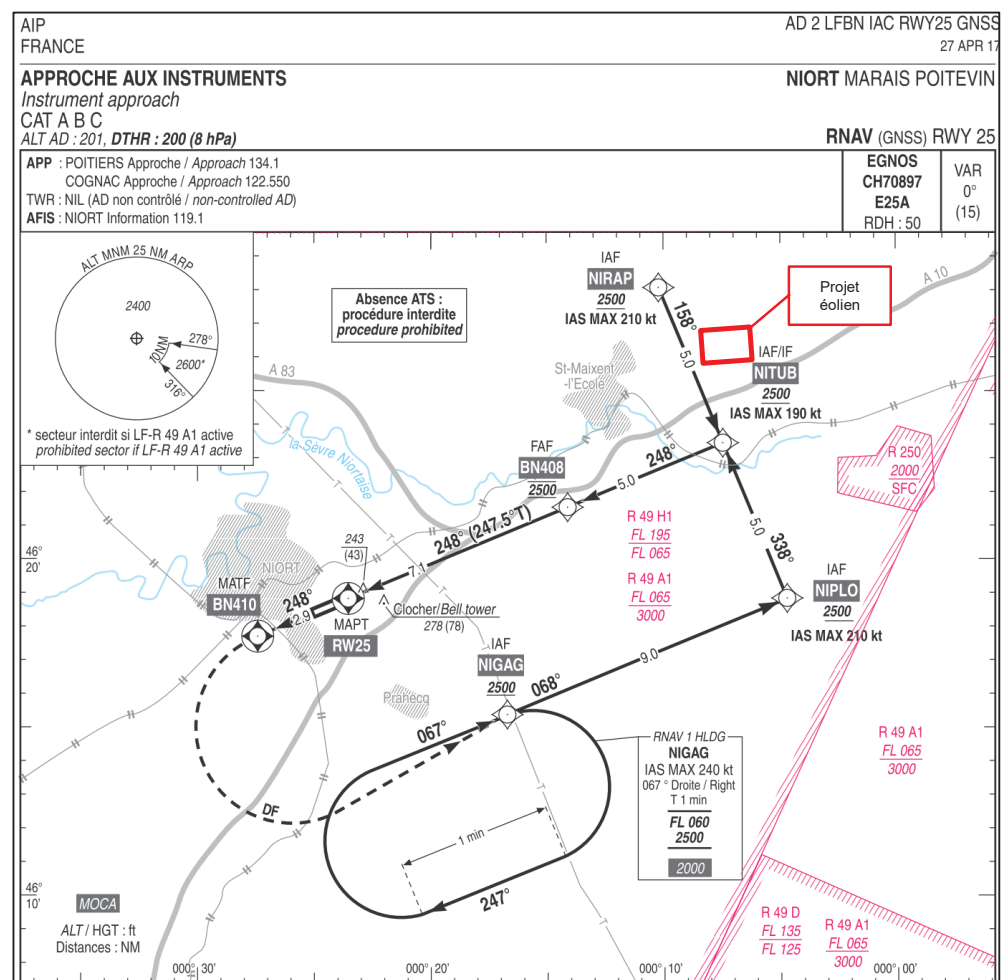 AIP
FRANCE
AD 2 LFBN IAC RWY25 GNSS
27 APR 17
APPROCHE AUX INSTRUMENTS
Instrument approach
CAT A B C
ALT AD : 201, DTHR : 200 (8 hPa)
NIORT MARAIS POITEVIN
RNAV (GNSS) RWY 25
APP : POITIERS Approche / Approach 134.1
COGNAC Approche / Approach 122.550
TWR : NIL (AD non contrôlé / non-controlled AD)
AFIS : NIORT Information 119.1
EGNOS
CH70897
E25A
RDH : 50
VAR
0°
(15)
ALT MNM 25 NM ARP
2400
10NM
278°
2600*
316°
* secteur interdit si LF-R 49 A1 active
prohibited sector if LF-R 49 A1 active
Absence ATS :
procédure interdite
procedure prohibited
IAF
NIRAP
2500
IAS MAX 210 kt
158°
5.0
Projet
éolien
A 10
IAF/IF
NITUB
2500
IAS MAX 190 kt
St-Maixent
-l'Ecole
A 83
la-Sèvre Niortaise
FAF
BN408
2500
248°
5.0
R 250
2000
SFC
248° (247.5°T)
7.1
R 49 H1
FL 195
FL 065
R 49 A1
FL 065
3000
5.0
338°
46°
20'
243
(43)
NIORT
MATF
BN410
248°
2.9
MAPT
RW25
Clocher/Bell tower
278 (78)
IAF
NIPLO
2500
IAS MAX 210 kt
IAF
NIGAG
2500
068°
9.0
Prahecq
067°
T
T
T
T
DF
1 min
247°
RNAV 1 HLDG
NIGAG
IAS MAX 240 kt
067 ° Droite / Right
T 1 min
FL 060
2500
2000
R 49 A1
FL 065
3000
46°
10'
MOCA
ALT / HGT : ft
Distances : NM
R 49 D
FL 135
FL 125
R 49 A1
FL 065
3000
000° 30'
000° 20'
000° 10'
000° 00'